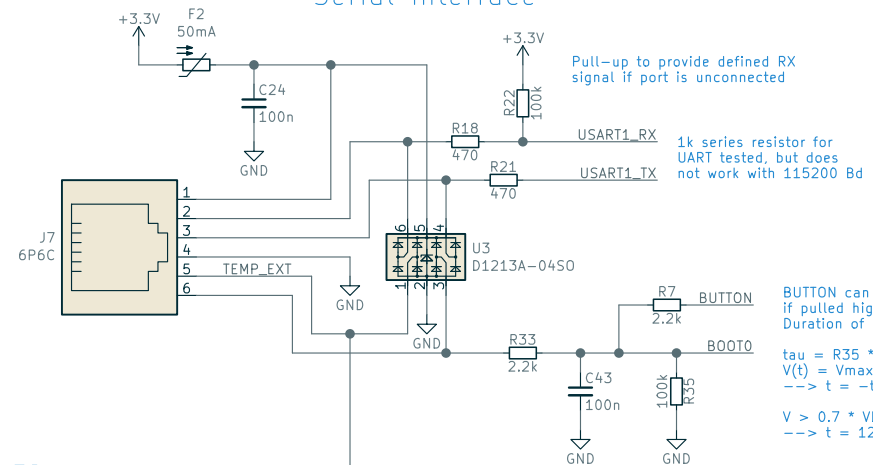 Serial Interface
+3.3V
F2
50mA
C24
100n
GND
+3.3V
R22
100k
Pull-up to provide defined RX
signal if port is unconnected
R18
470
USART1_RX
R21
470
USART1_TX
1k series resistor for
UART tested, but does
not work with 115200 Bd
J7
6P6C
1
2
3
4
5
6
TEMP_EXT
GND
6
5
4
U3
D1213A-04SO
1
2
3
GND
R7
2.2k
BUTTON
R33
2.2k
BOOT0
C43
100n
GND
100k
R35
GND
BUTTON can
if pulled hig
Duration of
tau = R35 *
V(t) = Vmax
--> t = -t
V > 0.7 * V
--> t = 12